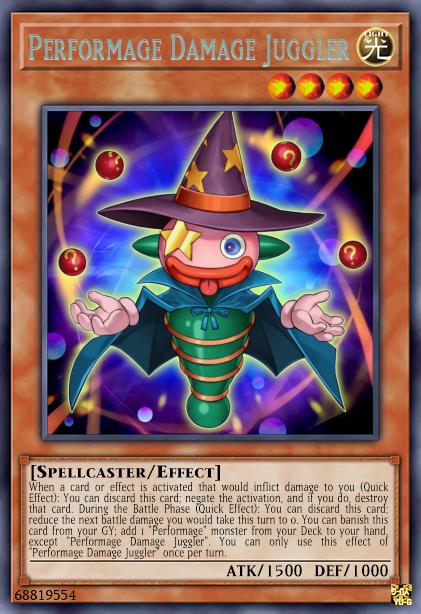 PERFORMAGE DAMAGE JUGGLER
LIGHT
光
? ?
? ?
[SPELLCASTER/EFFECT]
When a card or effect is activated that would inflict damage to you (Quick
Effect): You can discard this card; negate the activation, and if you do, destroy
that card. During the Battle Phase (Quick Effect): You can discard this card;
reduce the next battle damage you would take this turn to 0. You can banish this
card from your GY; add 1 "Performage" monster from your Deck to your hand,
except "Performage Damage Juggler". You can only use this effect of
"Performage Damage Juggler" once per turn.
ATK/1500 DEF/1000
68819554